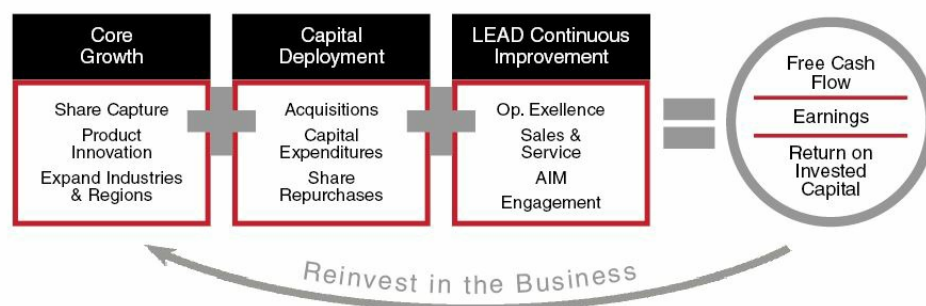 Core
Growth
Share Capture
Product
Innovation
Expand Industries
& Regions
Capital
Deployment
Acquisitions
Capital
Expenditures
Share
Repurchases
LEAD Continuous
Improvement
Op. Exellence
Sales &
Service
AIM
Engagement
Free Cash
Flow
Earnings
Return on
Invested
Capital
Reinvest in the Business